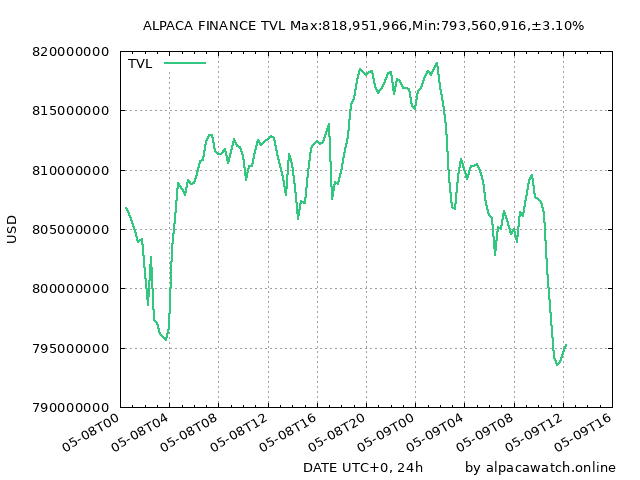 ALPACA FINANCE TVL Max:818,951,966,Min:793,560,916,±3.10%
820000000
TVL
815000000
810000000
USD
805000000
800000000
795000000
790000000
05-08T00
05-08T04
05-08T08
05-08T12
05-08T16
05-08T20
05-09T00
05-09T04
05-09T08
05-09T12
05-09T16
DATE UTC+0, 24h
by alpacawatch.online